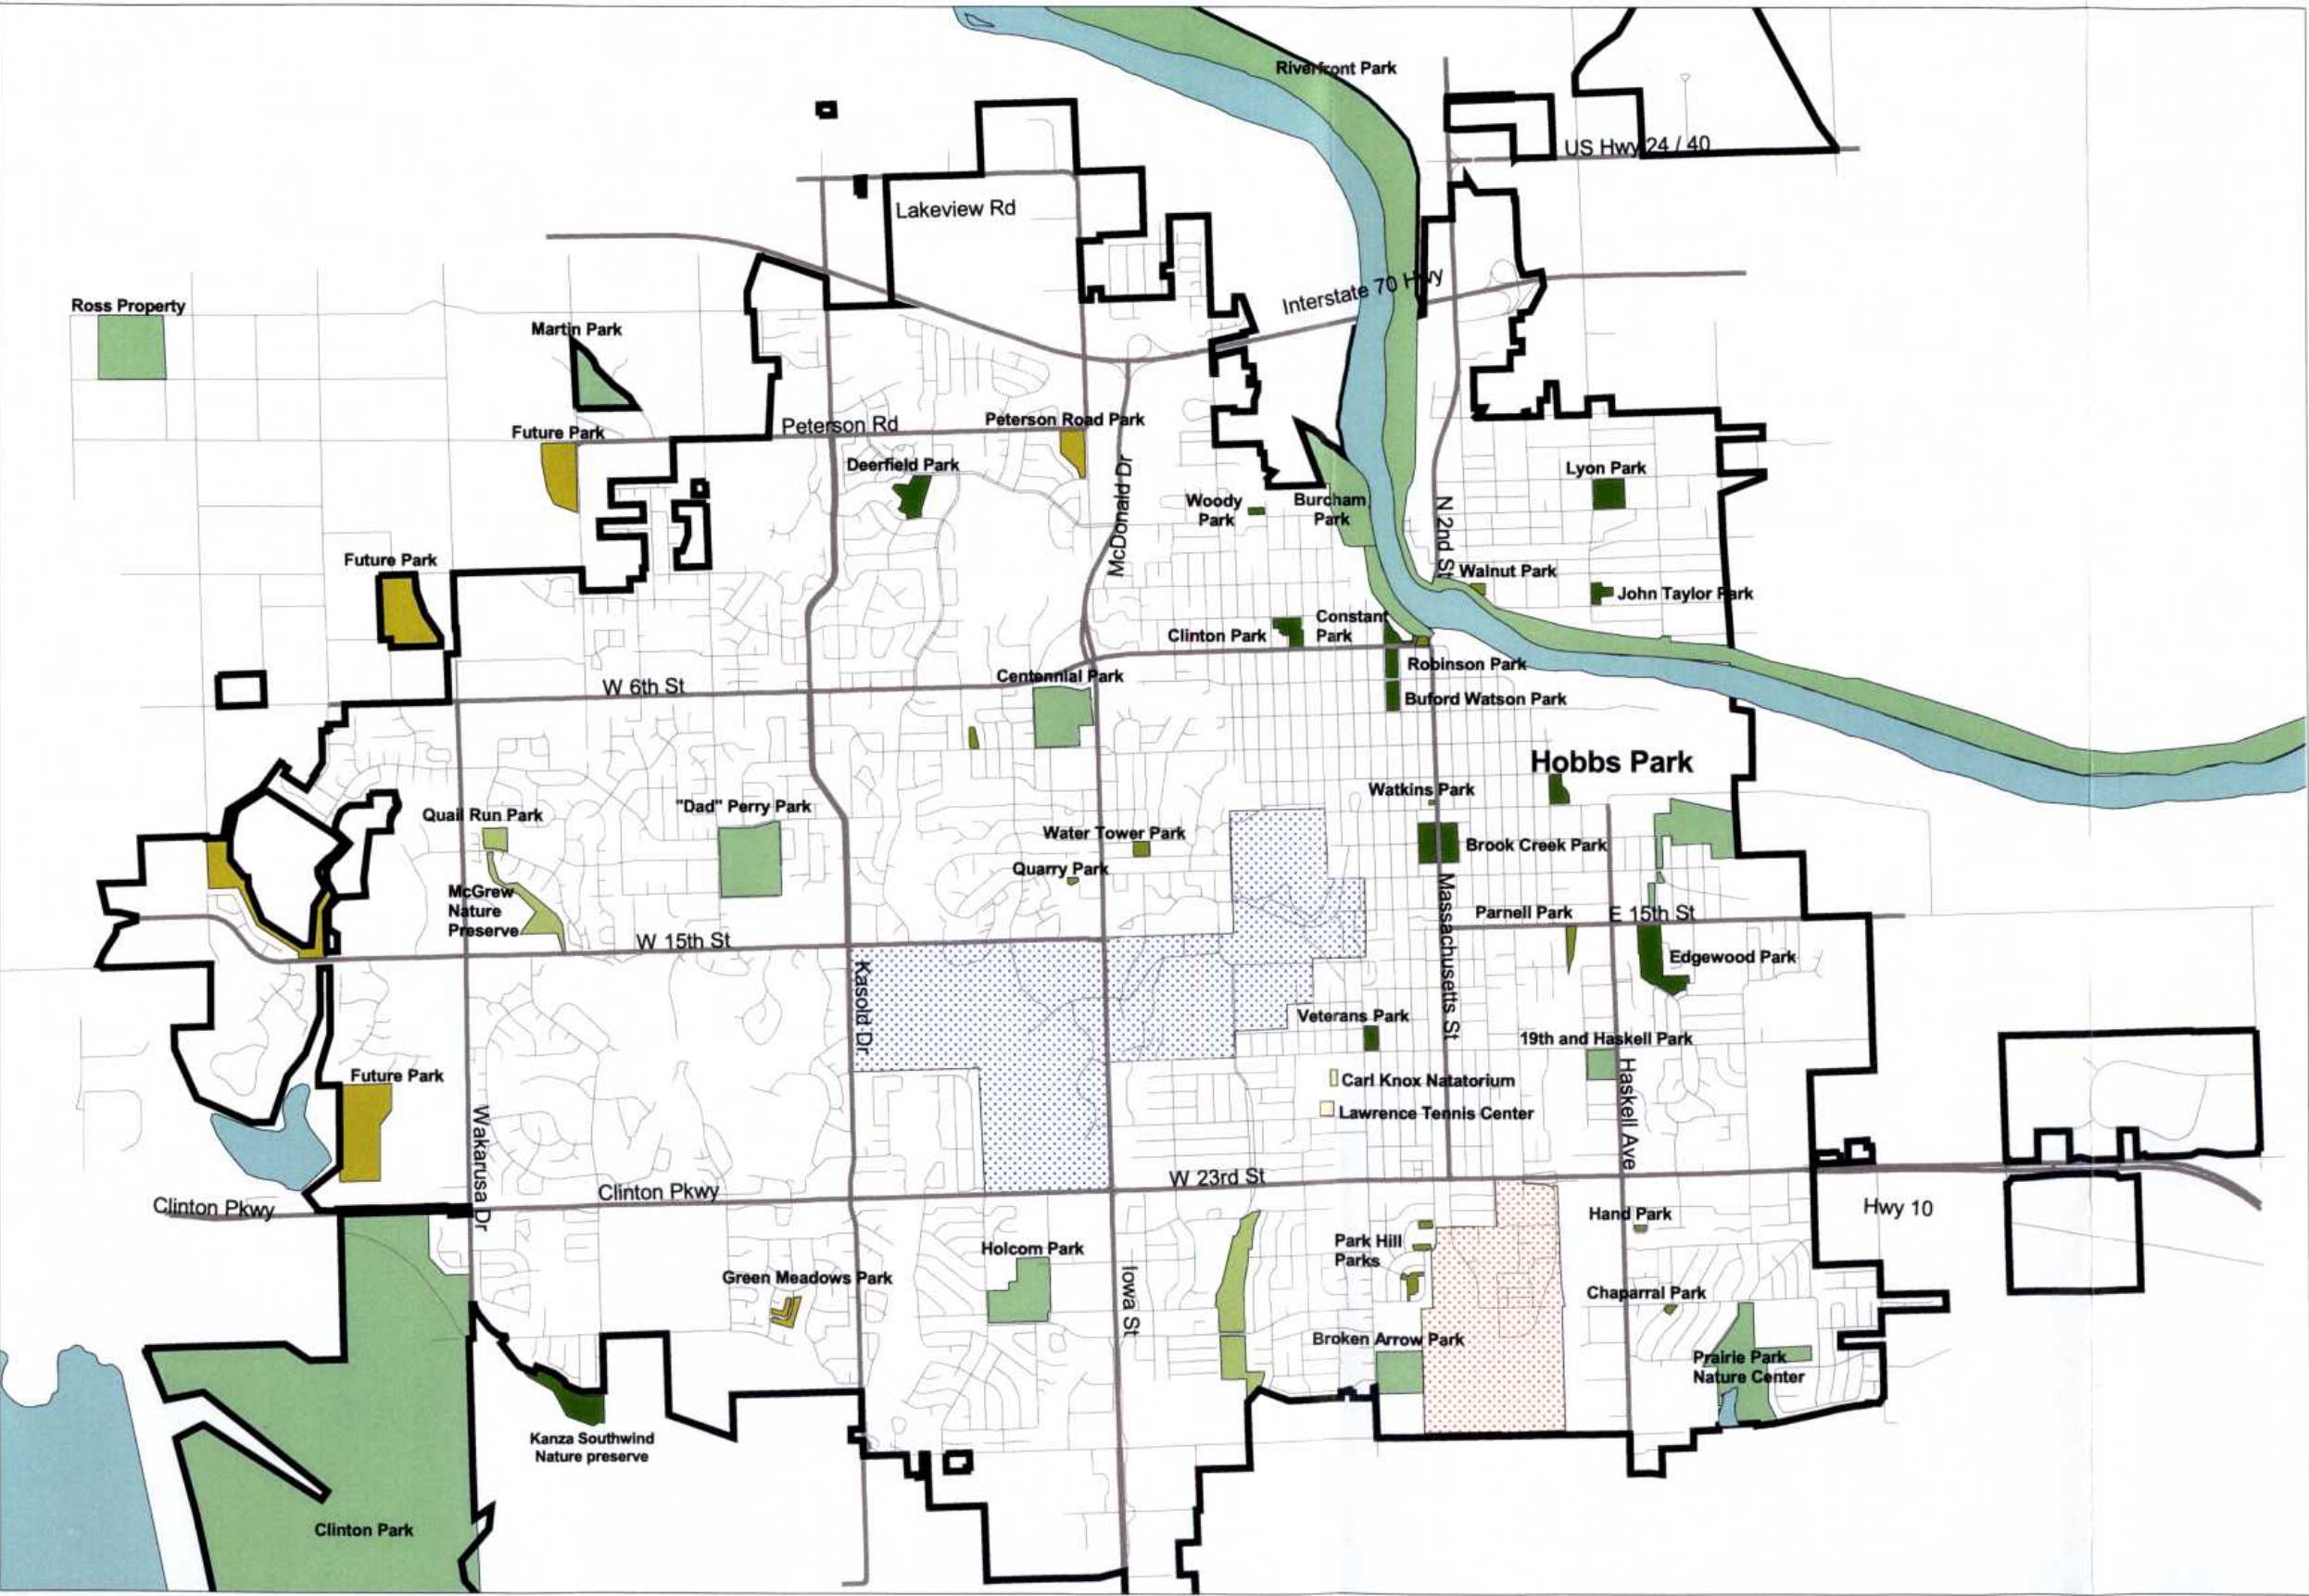 Riverfront Park
US Hwy 24 / 40
Lakeview Rd
Interstate 70 Hwy
Ross Property
Martin Park
Future Park
Peterson Rd
Peterson Road Park
Deerfield Park
McDonald Dr
Woody
Park
Burcham
Park
N 2nd St
Lyon Park
Future Park
Walnut Park
John Taylor Park
Clinton Park
Constant
Park
Robinson Park
Buford Watson Park
W 6th St
Centennial Park
Hobbs Park
Watkins Park
Quail Run Park
"Dad" Perry Park
Water Tower Park
Quarry Park
Brook Creek Park
McGrew
Nature
Preserve
W 15th St
Kasold Dr
Massachusetts St
Parnell Park
E 15th St
Edgewood Park
Veterans Park
19th and Haskell Park
Future Park
Carl Knox Natatorium
Lawrence Tennis Center
Haskell Ave
Wakarusa Dr
Clinton Pkwy
Clinton Pkwy
W 23rd St
Hwy 10
Hand Park
Park Hill
Parks
Holcom Park
Green Meadows Park
Iowa St
Chaparral Park
Broken Arrow Park
Prairie Park
Nature Center
Kanza Southwind
Nature preserve
Clinton Park